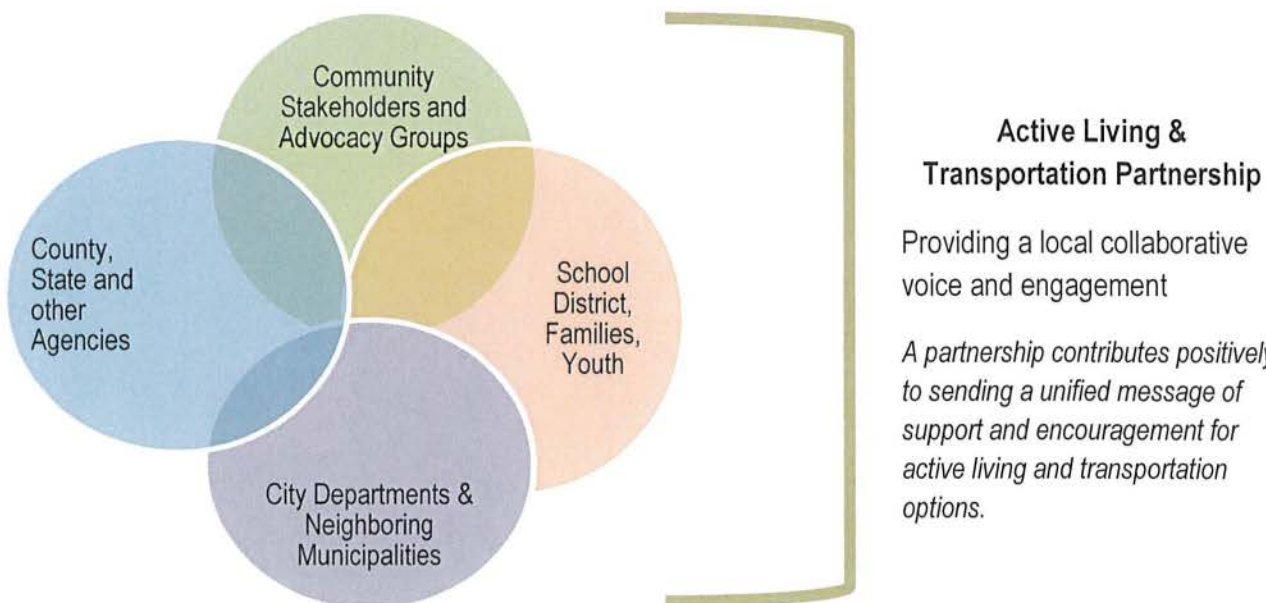 Community
Stakeholders and
Advocacy Groups
County,
State and
other
Agencies
School
District,
Families,
Youth
City Departments &
Neighboring
Municipalities
Active Living &
Transportation Partnership
Providing a local collaborative
voice and engagement
A partnership contributes positively
to sending a unified message of
support and encouragement for
active living and transportation
options.